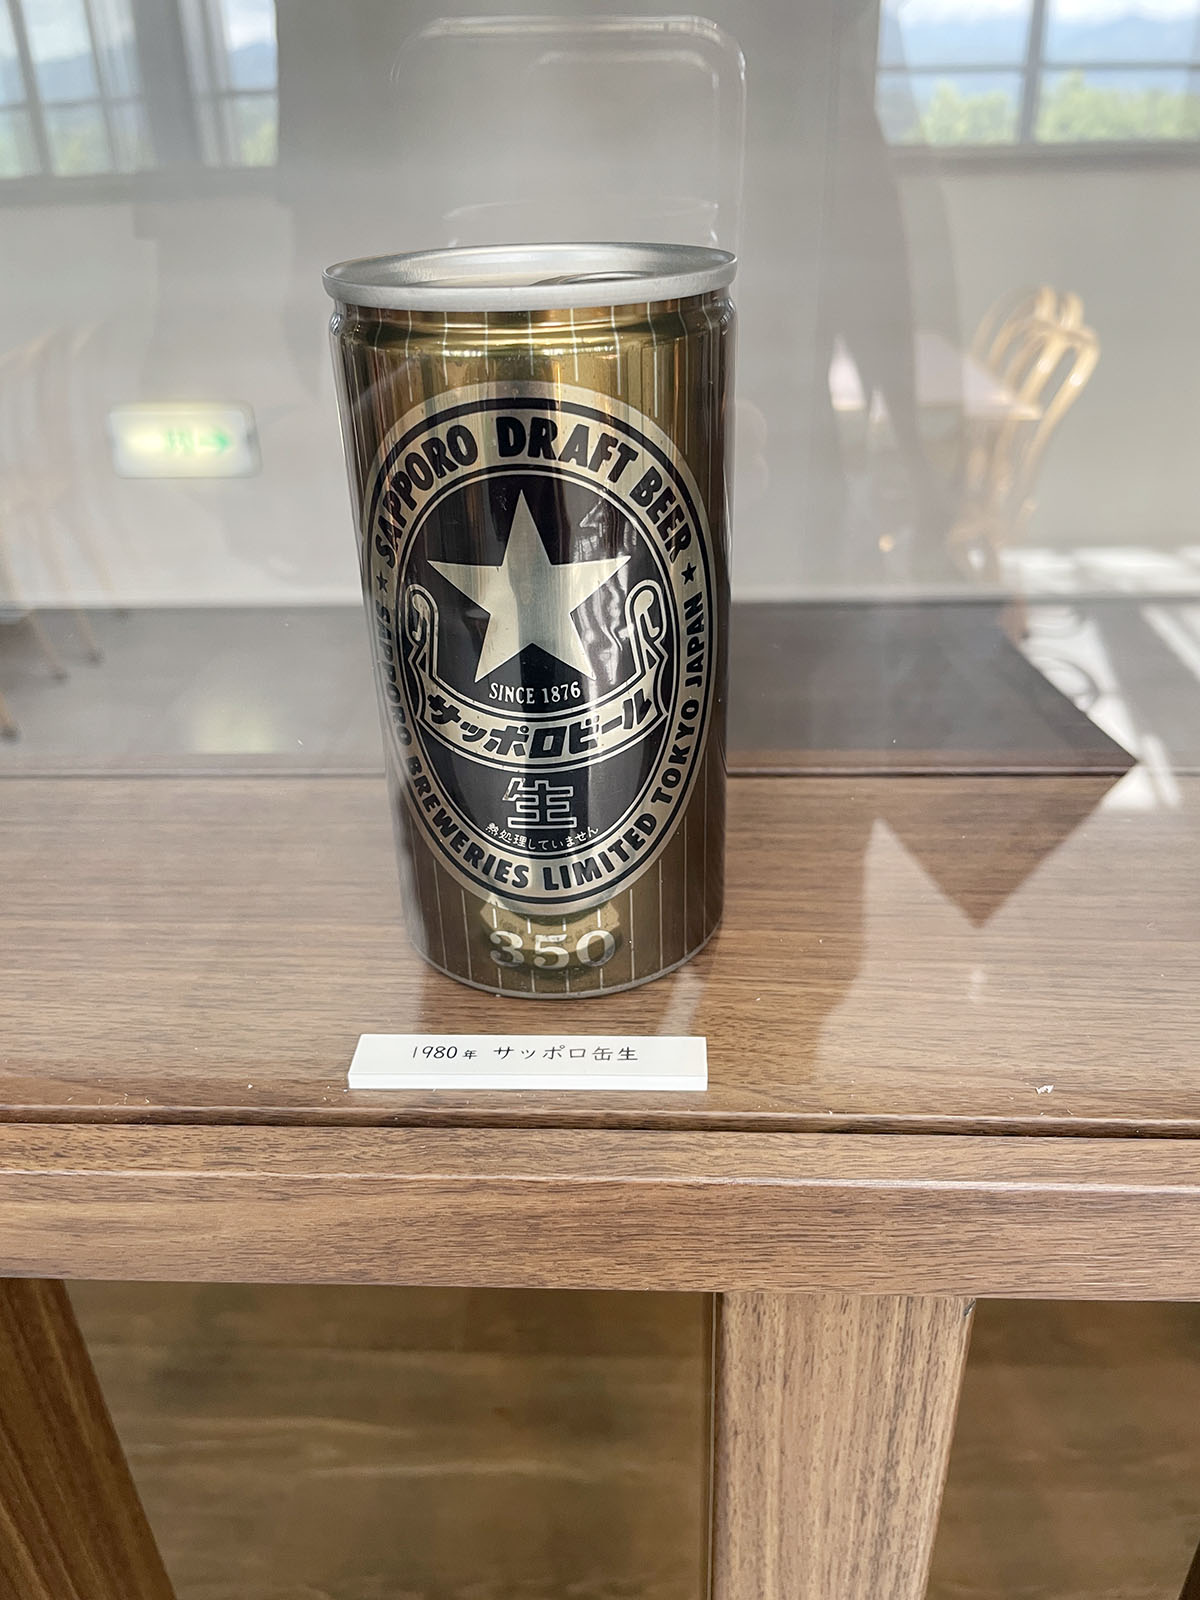 SAPPORO DRAFT BEER
SINCE 1876
サッポロビール
生
熱処理していません
SAPPORO BREWERIES LIMITED TOKYO JAPAN
350
1980年 サッポロ缶生